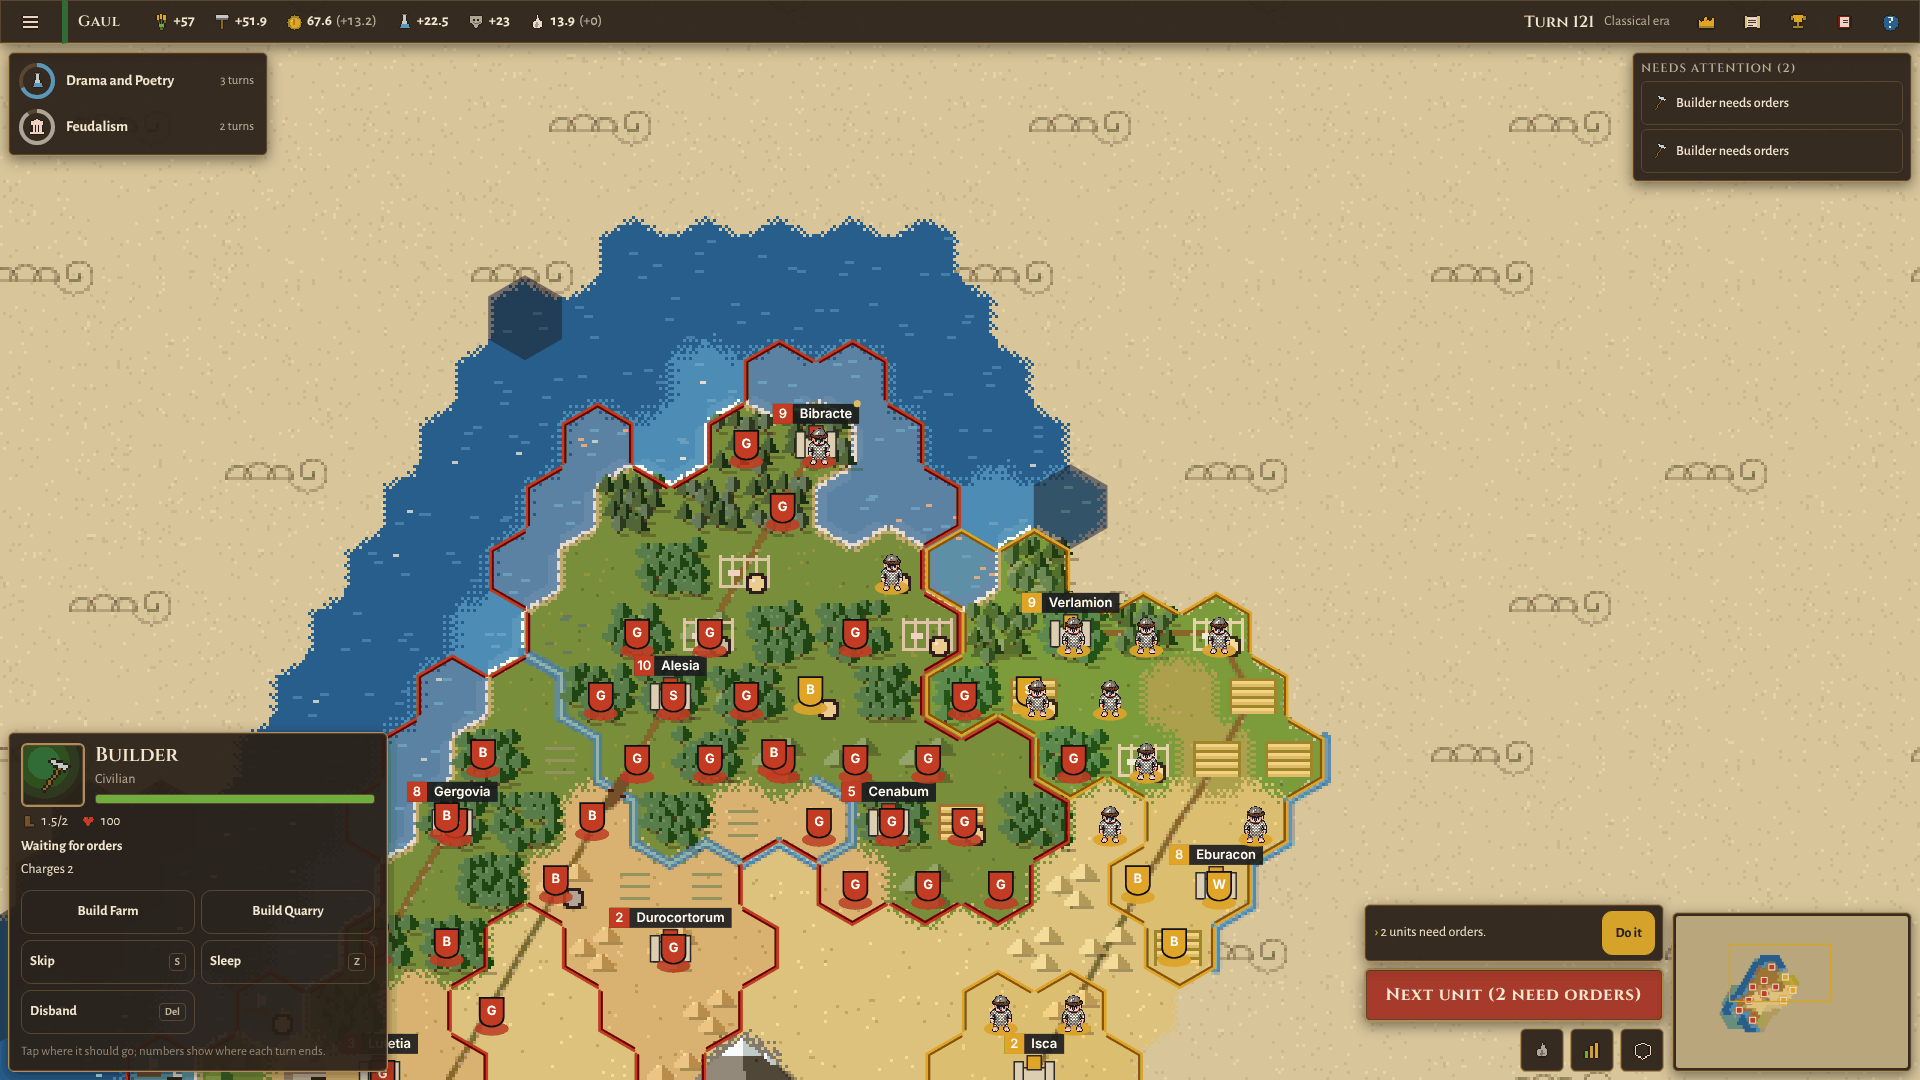 GAUL
+57
+51.9
67.6 (+13.2)
+22.5
+23
13.9 (+0)
TURN 121
Classical era
?
Drama and Poetry
3 turns
Feudalism
2 turns
NEEDS ATTENTION (2)
Builder needs orders
Builder needs orders
9 Bibracte
G
G
9 Verlamion
G
G
G
10 Alesia
G
S
G
B
G
B
G
G
B
G
G
G
8 Gergovia
5 Cenabum
B
B
G
G
G
8 Eburacon
B
G
G
G
B
W
2 Durocortorum
B
G
B
G
2 Isca
G
BUILDER
Civilian
1.5/2
100
Waiting for orders
Charges 2
Build Farm
Build Quarry
Skip
S
Sleep
Z
Disband
Del
Tap where it should go; numbers show where each turn ends.
› 2 units need orders.
Do it
NEXT UNIT (2 NEED ORDERS)